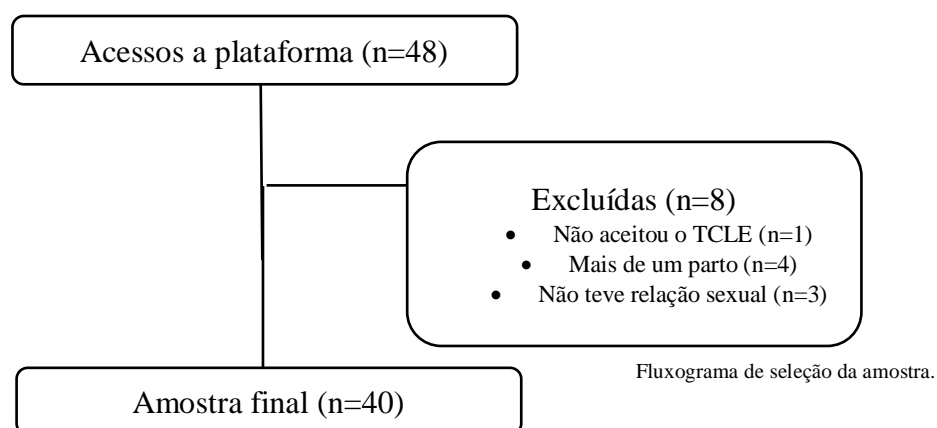 Acessos a plataforma (n=48)
Excluídas (n=8)
• Não aceitou o TCLE (n=1)
• Mais de um parto (n=4)
• Não teve relação sexual (n=3)
Fluxograma de seleção da amostra.
Amostra final (n=40)